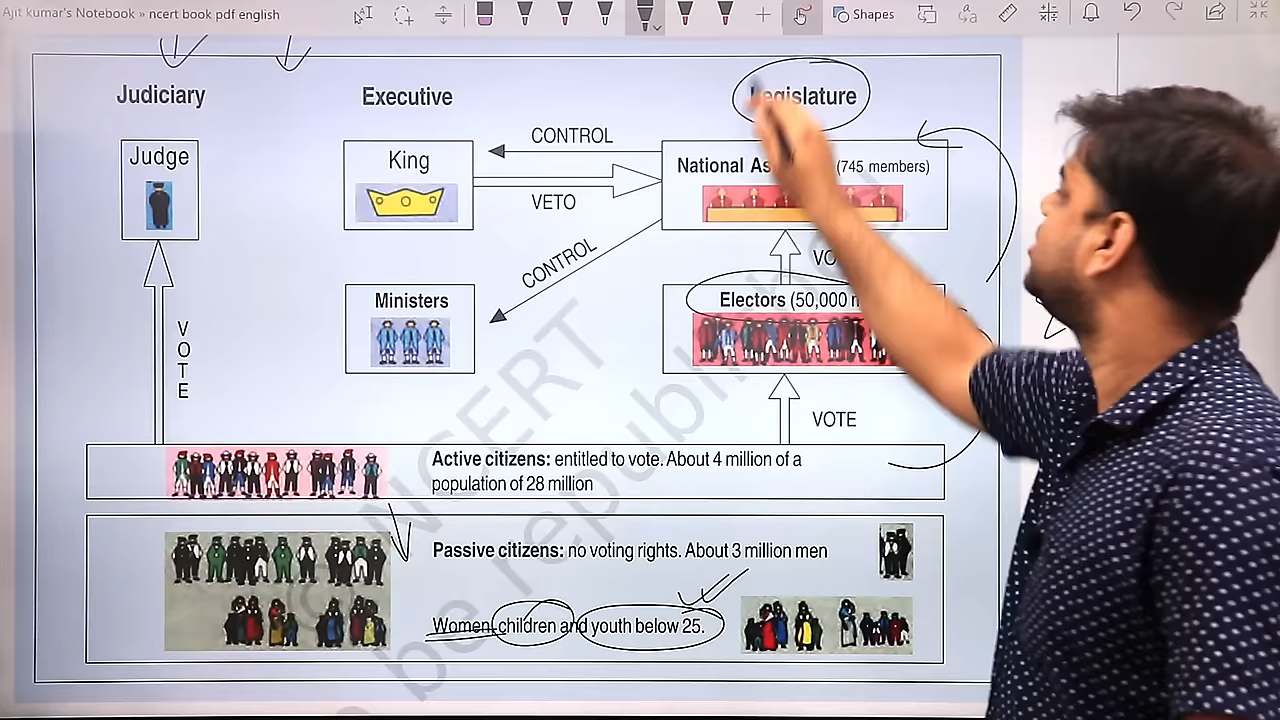 Ajit kumar's Notebook » ncert book pdf english
Shapes
Judiciary
Executive
Legislature
Judge
King
CONTROL
VETO
National (745 members)
CONTROL
Ministers
Electors (50,000
VOTE
VOTE
Active citizens: entitled to vote. About 4 million of a
population of 28 million
Passive citizens: no voting rights. About 3 million men
Women, children and youth below 25.
© NCERT
be republished